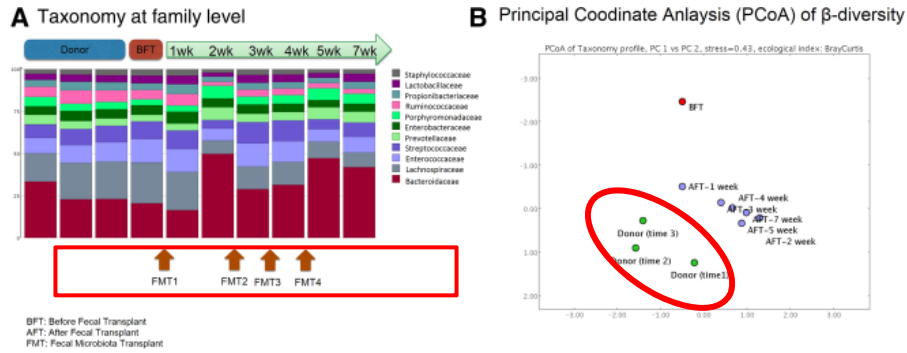 A Taxonomy at family level
Donor BFT 1wk 2wk 3wk 4wk 5wk 7wk
100
75
50
25
0
Staphylococcaceae
Lactobacillaceae
Propionibacteriaceae
Ruminococcaceae
Porphyromonadaceae
Enterobacteraceae
Prevotellaceae
Streptococcaceae
Enterococcaceae
Lachnospiraceae
Bacteroidaceae
FMT1 FMT2 FMT3 FMT4
BFT: Before Fecal Transplant
AFT: After Fecal Transplant
FMT: Fecal Microbiota Transplant
B Principal Coodinate Anlaysis (PCoA) of β-diversity
PCoA of Taxonomy profile, PC 1 vs PC 2, stress=0.43, ecological index: BrayCurtis
-3.00
-2.00
-1.00
0.00
1.00
2.00
BFT
AFT-1 week
AFT-4 week
AFT-3 week
AFT-7 week
AFT-5 week
AFT-2 week
Donor (time 3)
Donor (time 2)
Donor (time1)
-3.00 -2.00 -1.00 0.00 1.00 2.00 3.00